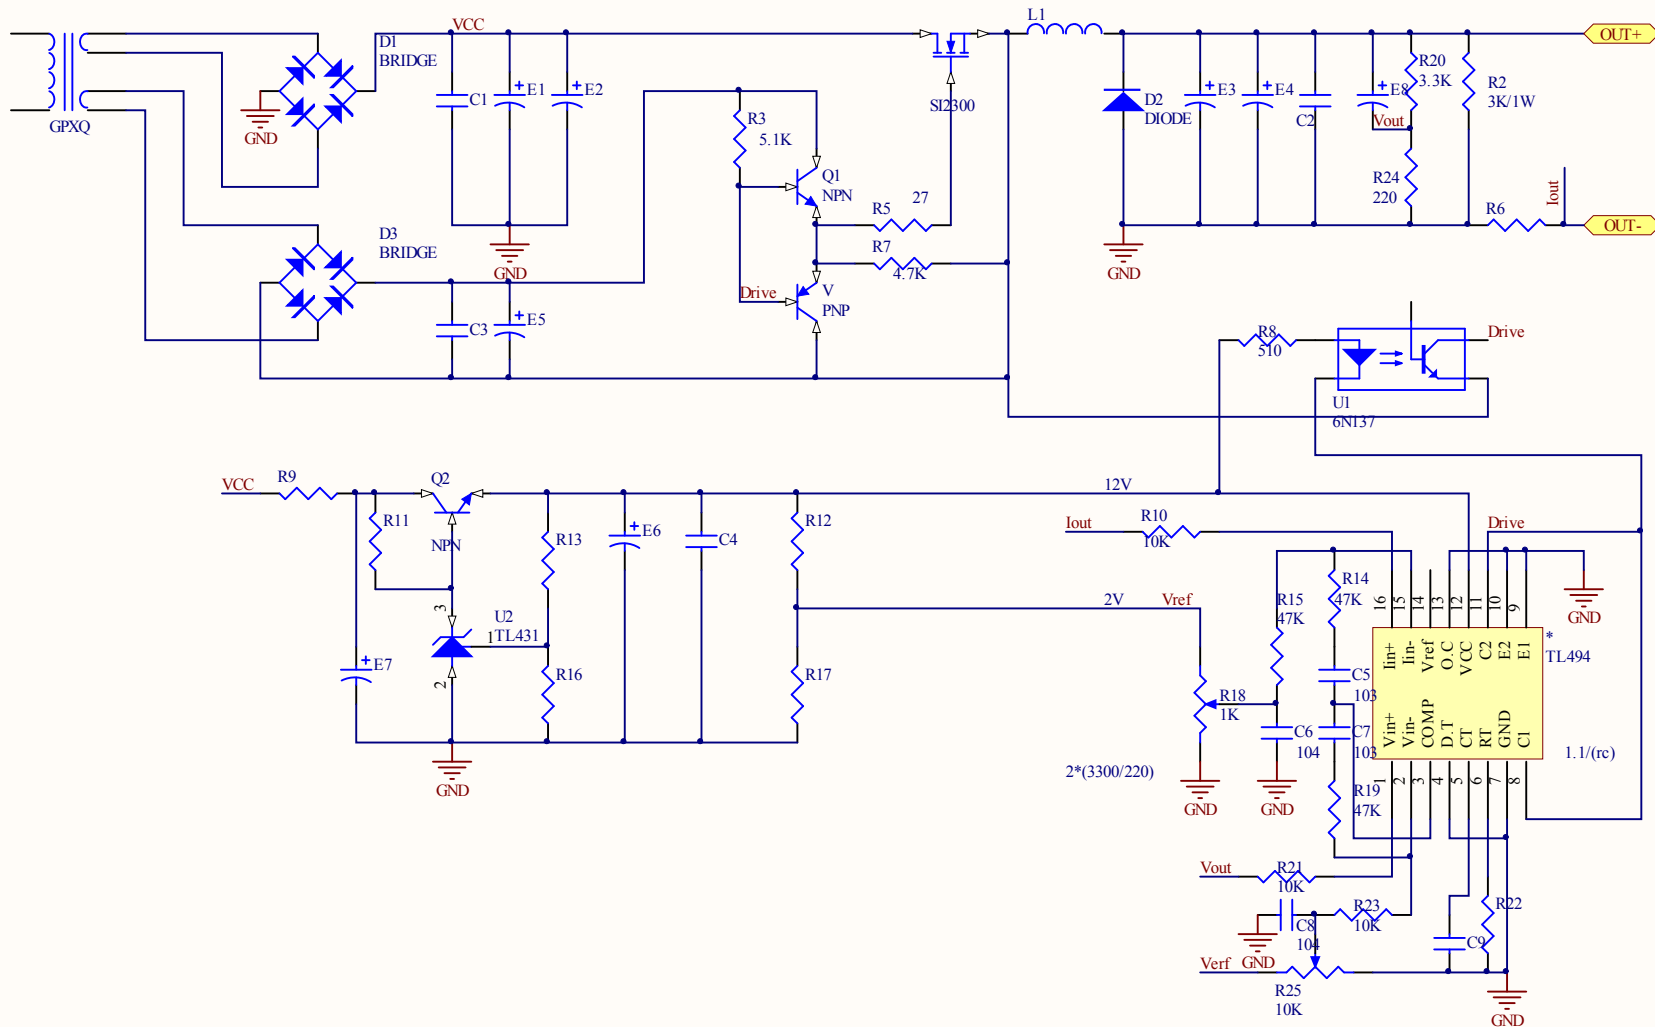 VCC
L1
OUT+
D1
BRIDGE
R20
3.3K
R2
3K/1W
C1
E1
E2
SI2300
D2
DIODE
E3
E4
C2
E8
Vout
GPXQ
GND
R3
5.1K
Q1
NPN
R24
220
Iout
27
R5
R6
OUT-
D3
BRIDGE
R7
4.7K
GND
GND
Drive
V
PNP
C3
E5
R8
510
Drive
U1
6N137
VCC
R9
Q2
12V
R11
NPN
R13
E6
C4
R12
Iout
R10
10K
Drive
3
U2
TL431
1
2
2V
Vref
R15
47K
R14
47K
16
15
14
13
12
11
10
9
GND
Iin+
Iin-
Vref
O.C
VCC
C2
E2
E1
*
TL494
E7
R16
R17
R18
1K
C5
103
C6
104
C7
103
Vin+
Vin-
COMP
D.T
CT
RT
GND
C1
1.1/(rc)
1
2
3
4
5
6
7
8
GND
2*(3300/220)
GND
GND
R19
47K
Vout
R21
10K
R23
10K
C8
104
GND
R22
C9
Verf
R25
10K
GND